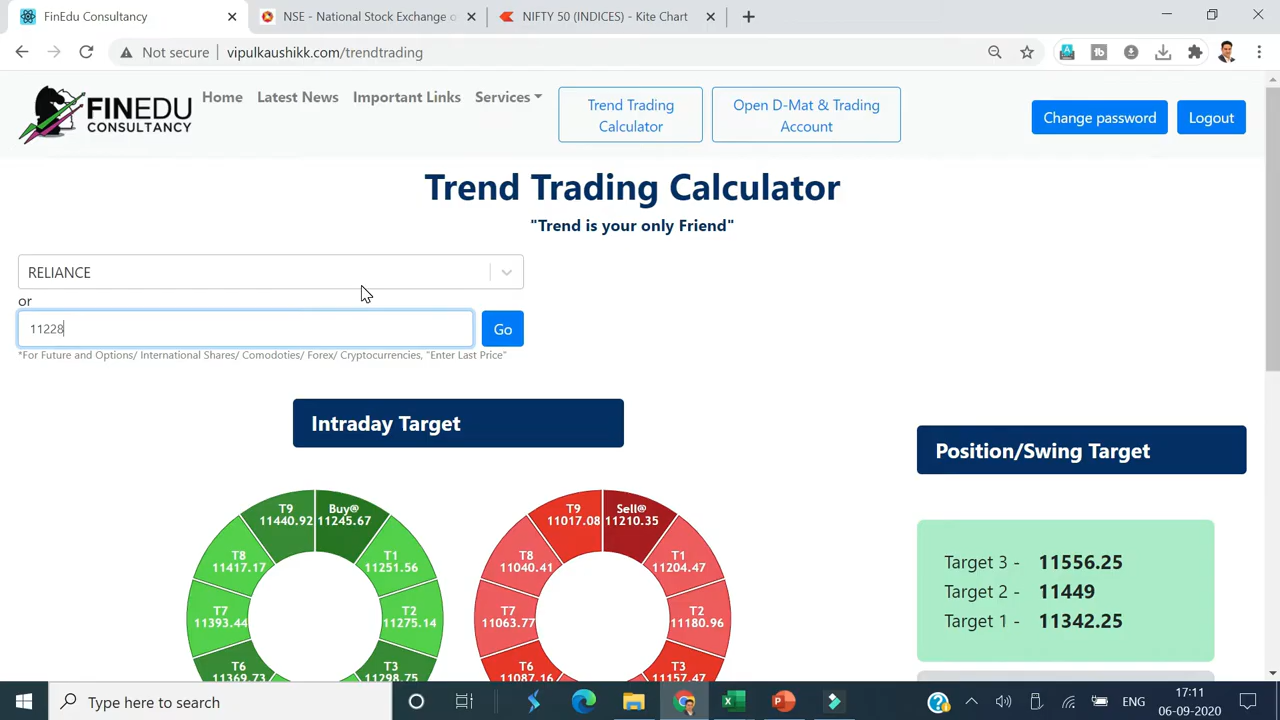 FinEdu Consultancy
NSE - National Stock Exchange o
NIFTY 50 (INDICES) - Kite Chart
Not secure
vipulkaushikk.com/trendtrading
FINEDU
CONSULTANCY
Home
Latest News
Important Links
Services
Trend Trading
Calculator
Open D-Mat & Trading
Account
Change password
Logout
Trend Trading Calculator
"Trend is your only Friend"
RELIANCE
or
11228
Go
*For Future and Options/ International Shares/ Comodoties/ Forex/ Cryptocurrencies, "Enter Last Price"
Intraday Target
Position/Swing Target
T9
11440.92
Buy@
11245.67
T8
11417.17
T1
11251.56
T7
11393.44
T2
11275.14
T6
11369.73
T3
11298.75
T9
11017.08
Sell@
11210.35
T8
11040.41
T1
11204.47
T7
11063.77
T2
11180.96
T6
11087.16
T3
11157.47
Target 3 - 11556.25
Target 2 - 11449
Target 1 - 11342.25
Type here to search
ENG
17:11
06-09-2020